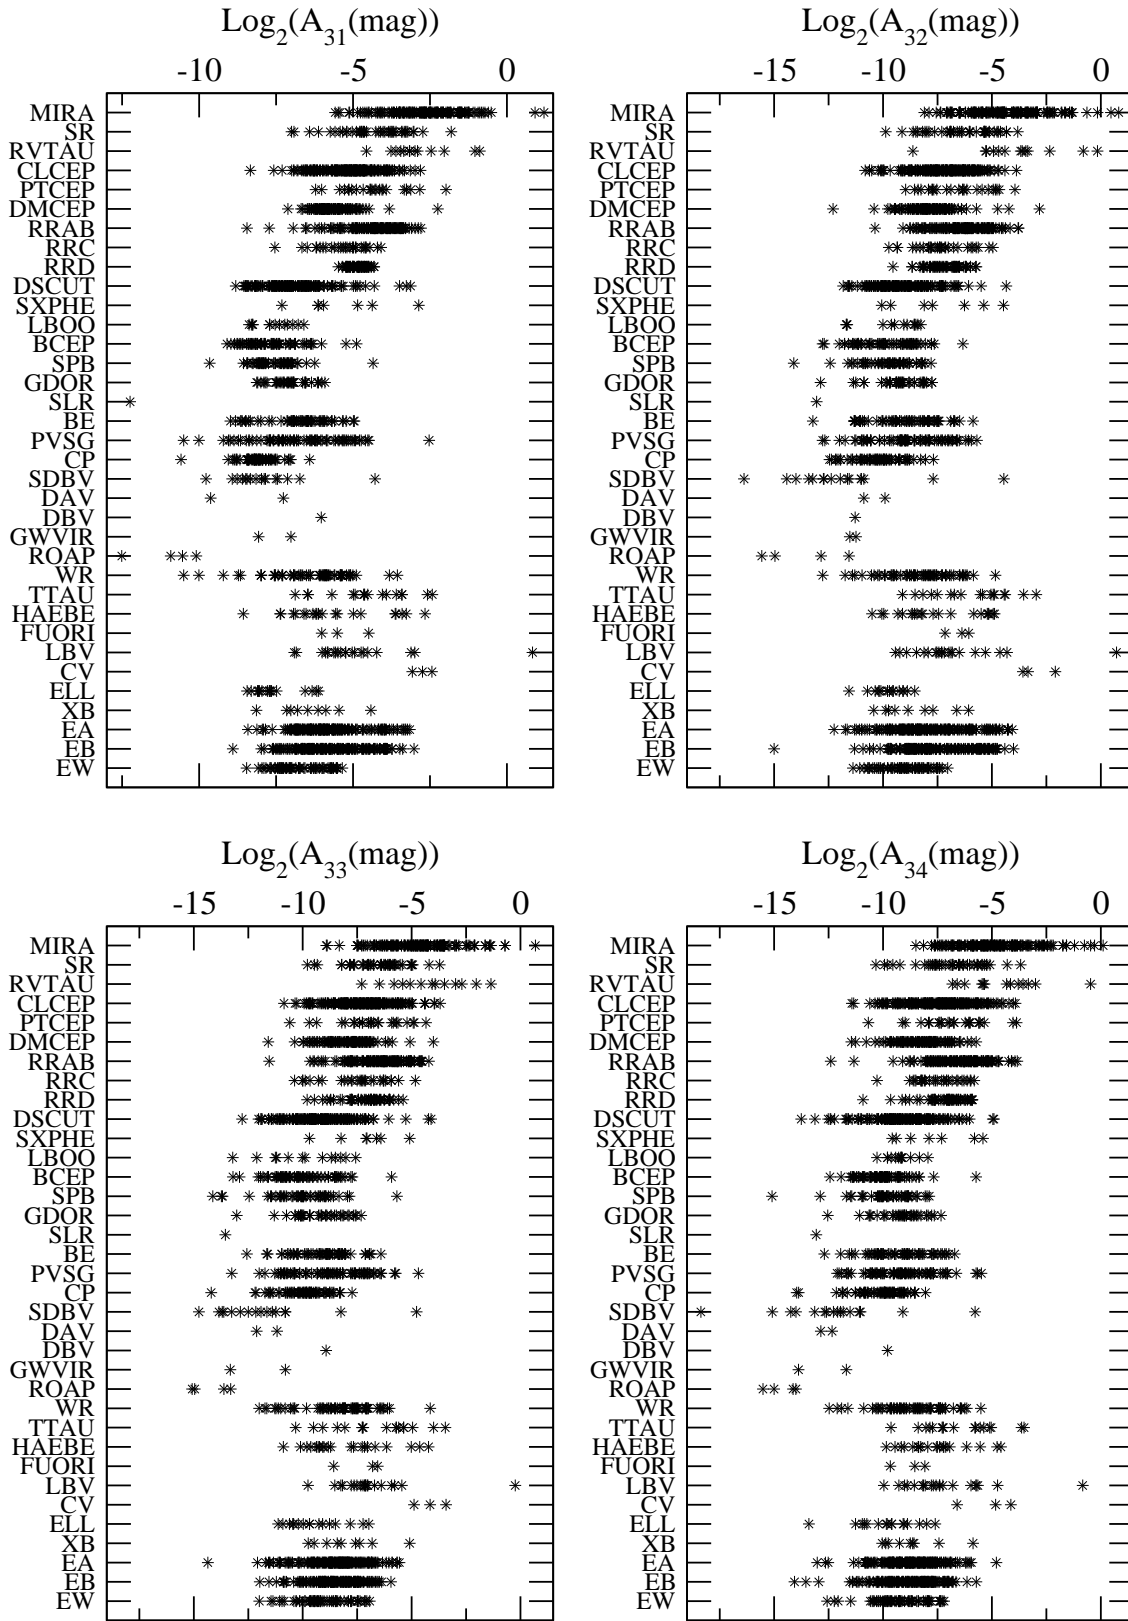 Log2(A31(mag))
-10 -5 0
MIRA
SR
RVTAU
CLCEP
PTCEP
DMCEP
RRAB
RRC
RRD
DSCUT
SXPHE
LBOO
BCEP
SPB
GDOR
SLR
BE
PVSG
CP
SDBV
DAV
DBV
GWVIR
ROAP
WR
TTAU
HAEBE
FUORI
LBV
CV
ELL
XB
EA
EB
EW
Log2(A32(mag))
-15 -10 -5 0
MIRA
SR
RVTAU
CLCEP
PTCEP
DMCEP
RRAB
RRC
RRD
DSCUT
SXPHE
LBOO
BCEP
SPB
GDOR
SLR
BE
PVSG
CP
SDBV
DAV
DBV
GWVIR
ROAP
WR
TTAU
HAEBE
FUORI
LBV
CV
ELL
XB
EA
EB
EW
Log2(A33(mag))
-15 -10 -5 0
MIRA
SR
RVTAU
CLCEP
PTCEP
DMCEP
RRAB
RRC
RRD
DSCUT
SXPHE
LBOO
BCEP
SPB
GDOR
SLR
BE
PVSG
CP
SDBV
DAV
DBV
GWVIR
ROAP
WR
TTAU
HAEBE
FUORI
LBV
CV
ELL
XB
EA
EB
EW
Log2(A34(mag))
-15 -10 -5 0
MIRA
SR
RVTAU
CLCEP
PTCEP
DMCEP
RRAB
RRC
RRD
DSCUT
SXPHE
LBOO
BCEP
SPB
GDOR
SLR
BE
PVSG
CP
SDBV
DAV
DBV
GWVIR
ROAP
WR
TTAU
HAEBE
FUORI
LBV
CV
ELL
XB
EA
EB
EW